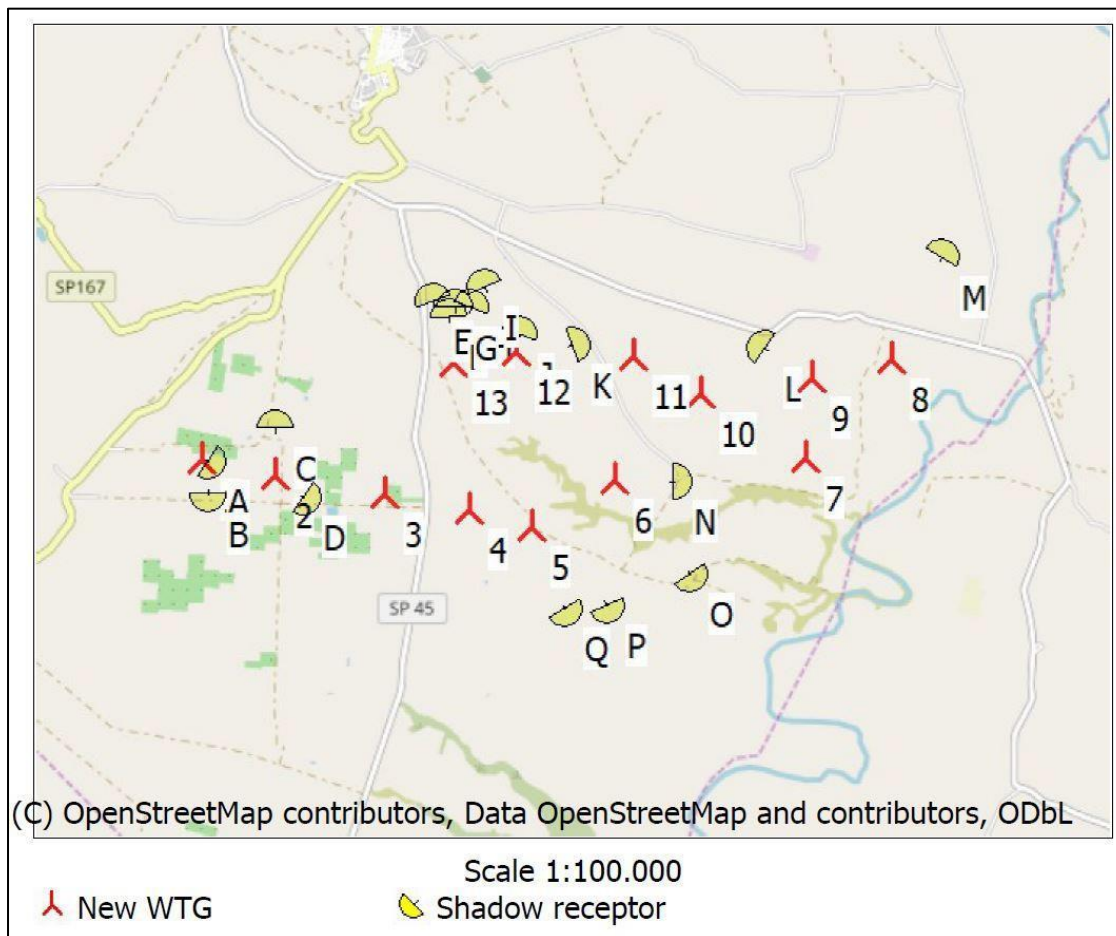 SP167
M
E
G
I
K
L
13
12
11
10
9
8
C
A
2
B
D
3
4
5
6
N
7
SP 45
O
Q
P
(C) OpenStreetMap contributors, Data OpenStreetMap and contributors, ODbL
Scale 1:100.000
New WTG
Shadow receptor